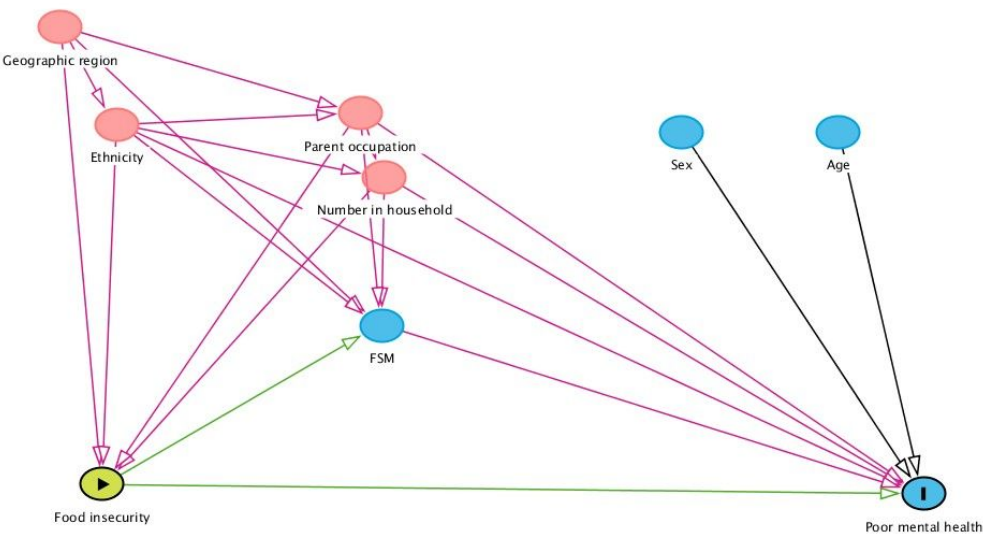 Geographic region
Ethnicity
Parent occupation
Sex
Age
Number in household
FSM
Food insecurity
Poor mental health